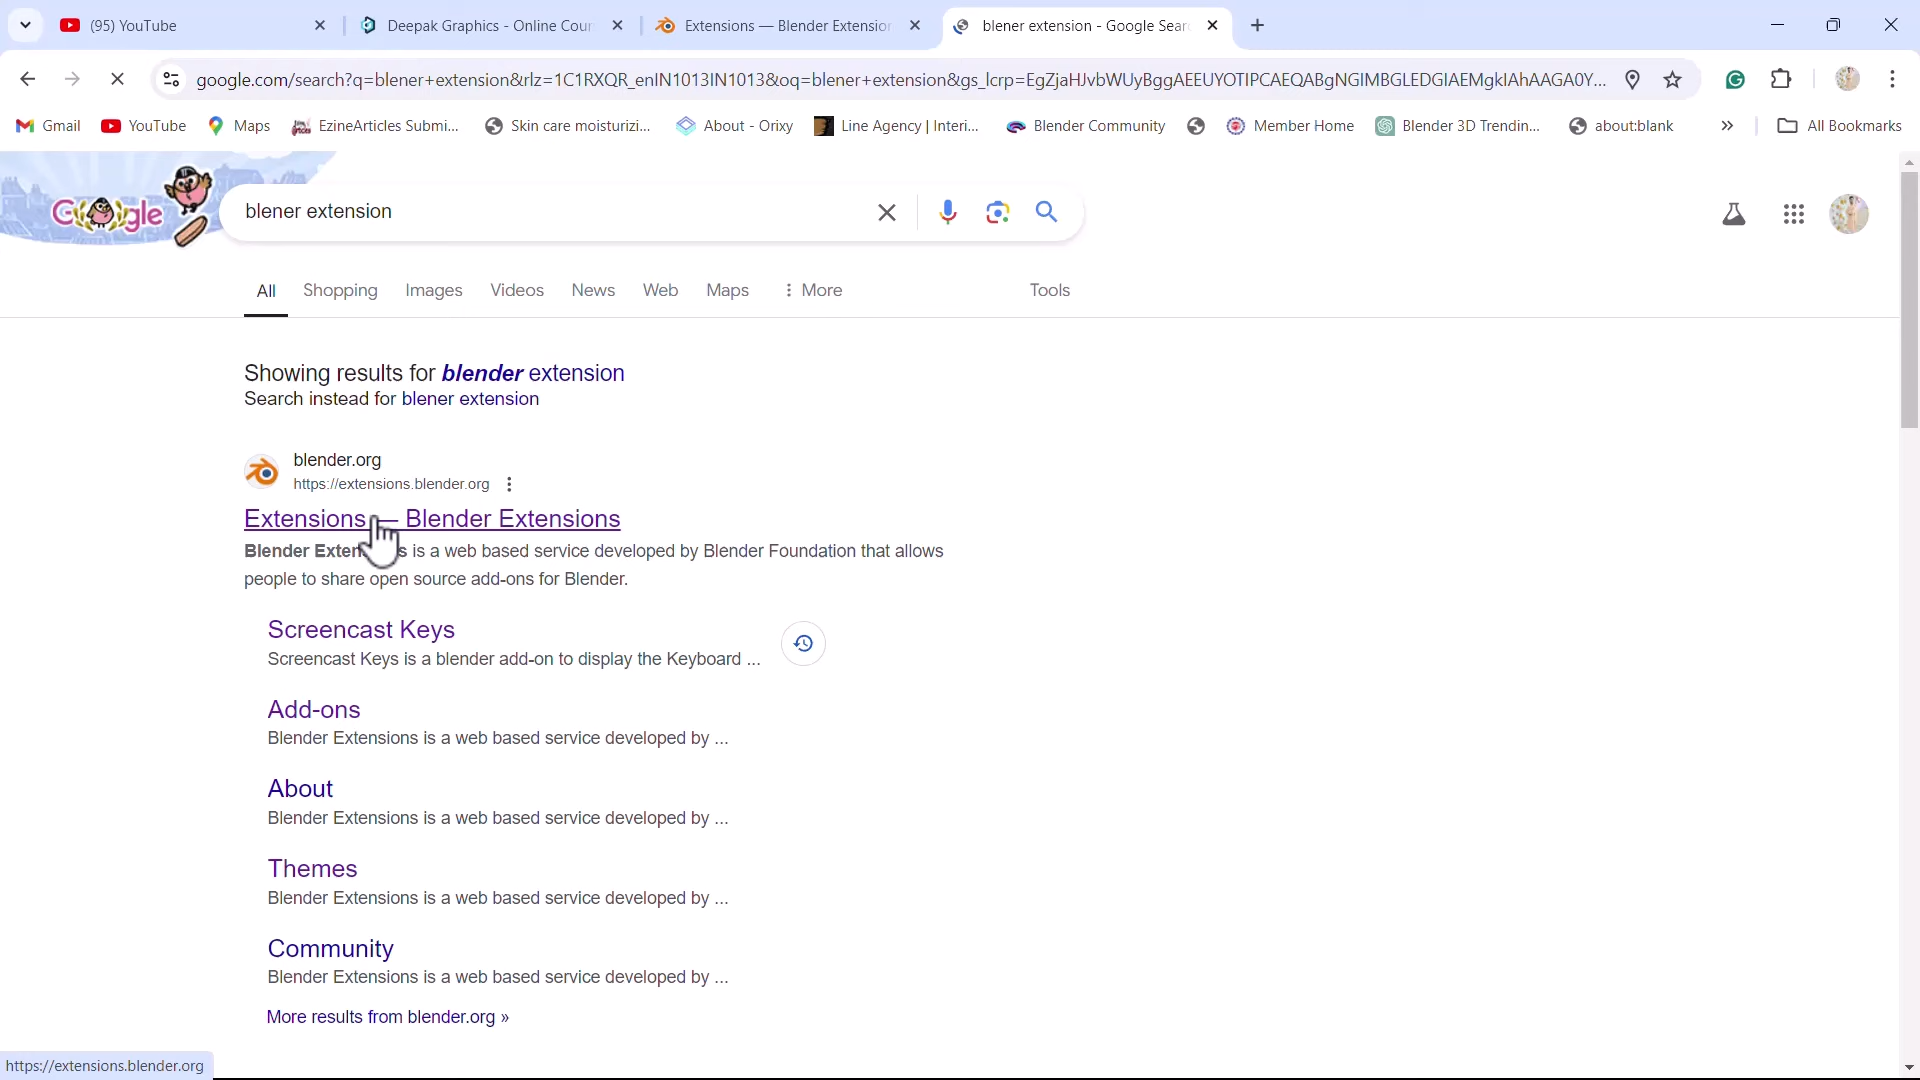 (95) YouTube
Deepak Graphics - Online Cour
Extensions — Blender Extension
blener extension - Google Sear
google.com/search?q=blener+extension&rlz=1C1RXQR_enIN1013IN1013&oq=blener+extension&gs_lcrp=EgZjaHJvbWUyBggAEEUYOTIPCAEQABgNGIMBGLEDGIAEMgkIAhAAGA0Y...
Gmail
YouTube
Maps
EzineArticles Submi...
Skin care moisturizi...
About - Orixy
Line Agency | Interi...
Blender Community
Member Home
Blender 3D Trendin...
about:blank
All Bookmarks
Google
blener extension
All
Shopping
Images
Videos
News
Web
Maps
More
Tools
Showing results for blender extension
Search instead for blener extension
blender.org
https://extensions.blender.org
Extensions — Blender Extensions
Blender Exten s is a web based service developed by Blender Foundation that allows
people to share open source add-ons for Blender.
Screencast Keys
Screencast Keys is a blender add-on to display the Keyboard ...
Add-ons
Blender Extensions is a web based service developed by ...
About
Blender Extensions is a web based service developed by ...
Themes
Blender Extensions is a web based service developed by ...
Community
Blender Extensions is a web based service developed by ...
More results from blender.org »
https://extensions.blender.org